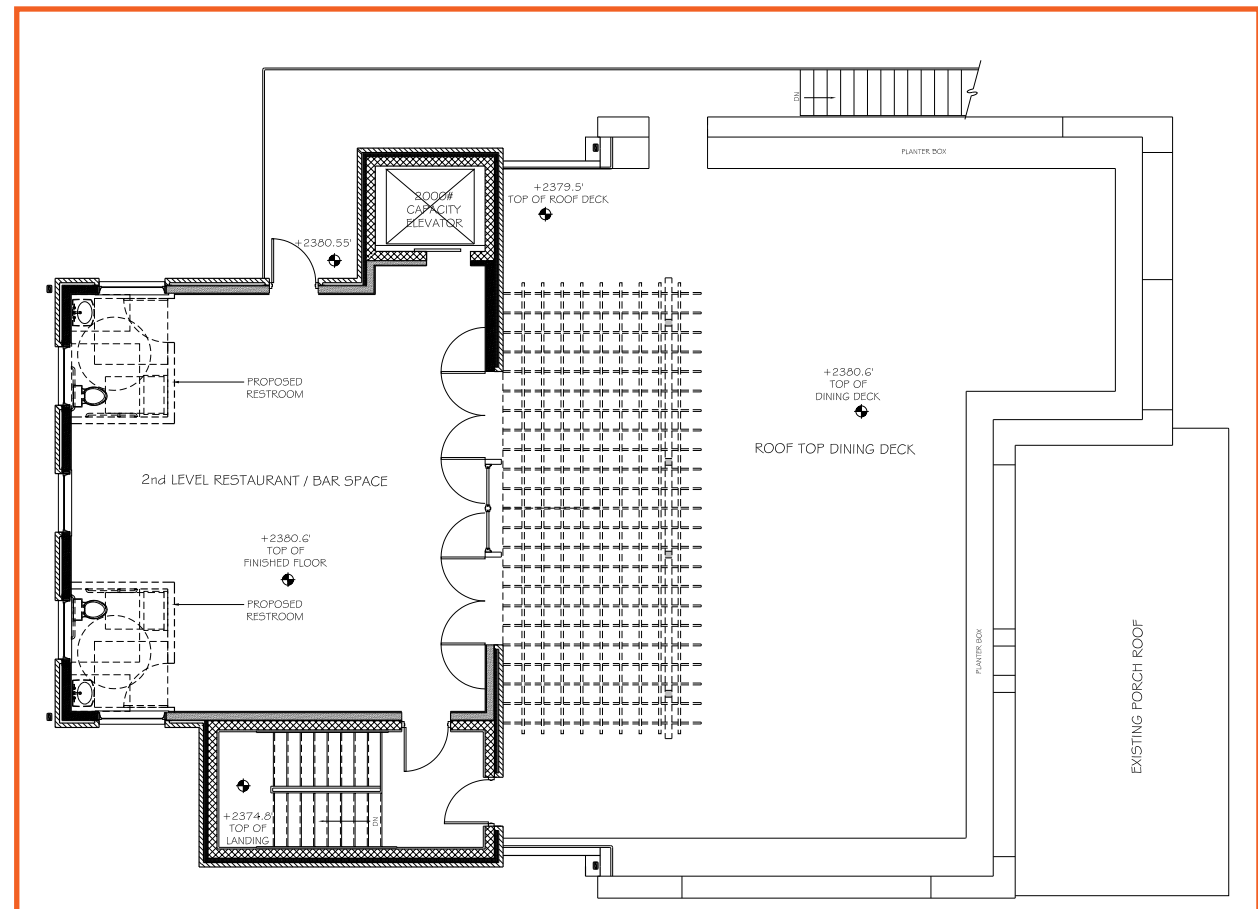 DN
PLANTER BOX
+2379.5'
TOP OF ROOF DECK
2000#
CAPACITY
ELEVATOR
+2380.55'
PROPOSED
RESTROOM
+2380.6'
TOP OF
DINING DECK
ROOF TOP DINING DECK
2nd LEVEL RESTAURANT / BAR SPACE
+2380.6'
TOP OF
FINISHED FLOOR
PROPOSED
RESTROOM
PLANTER BOX
EXISTING PORCH ROOF
+2374.8'
TOP OF
LANDING
DN